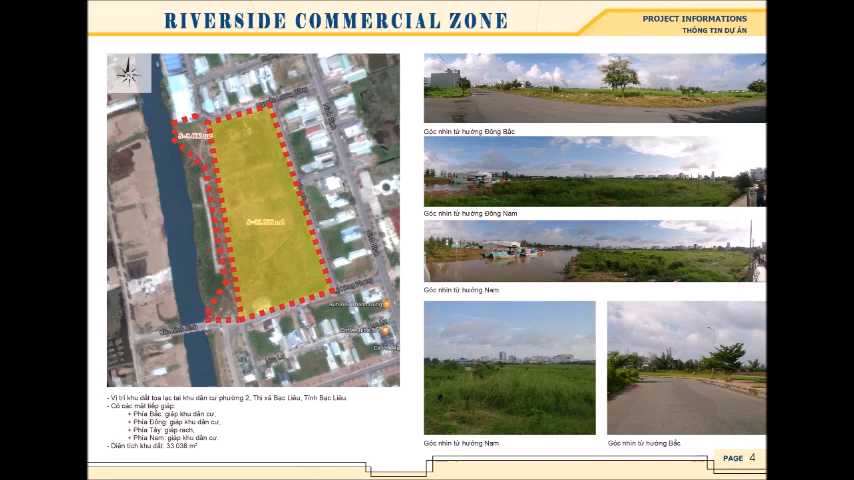 RIVERSIDE COMMERCIAL ZONE
PROJECT INFORMATIONS
THÔNG TIN DỰ ÁN
Góc nhìn từ hướng Đông Bắc
Góc nhìn từ hướng Đông Nam
Góc nhìn từ hướng Nam
Góc nhìn từ hướng Nam
Góc nhìn từ hướng Bắc
- Vị trí khu đất tọa lạc tại khu dân cư phường 2, Thị xã Bạc Liêu, Tỉnh Bạc Liêu.
- Có các mặt tiếp giáp:
+ Phía Bắc: giáp khu dân cư,
+ Phía Đông: giáp khu dân cư,
+ Phía Tây: giáp rạch,
+ Phía Nam: giáp khu dân cư.
- Diện tích khu đất: 33.038 m²
PAGE 4